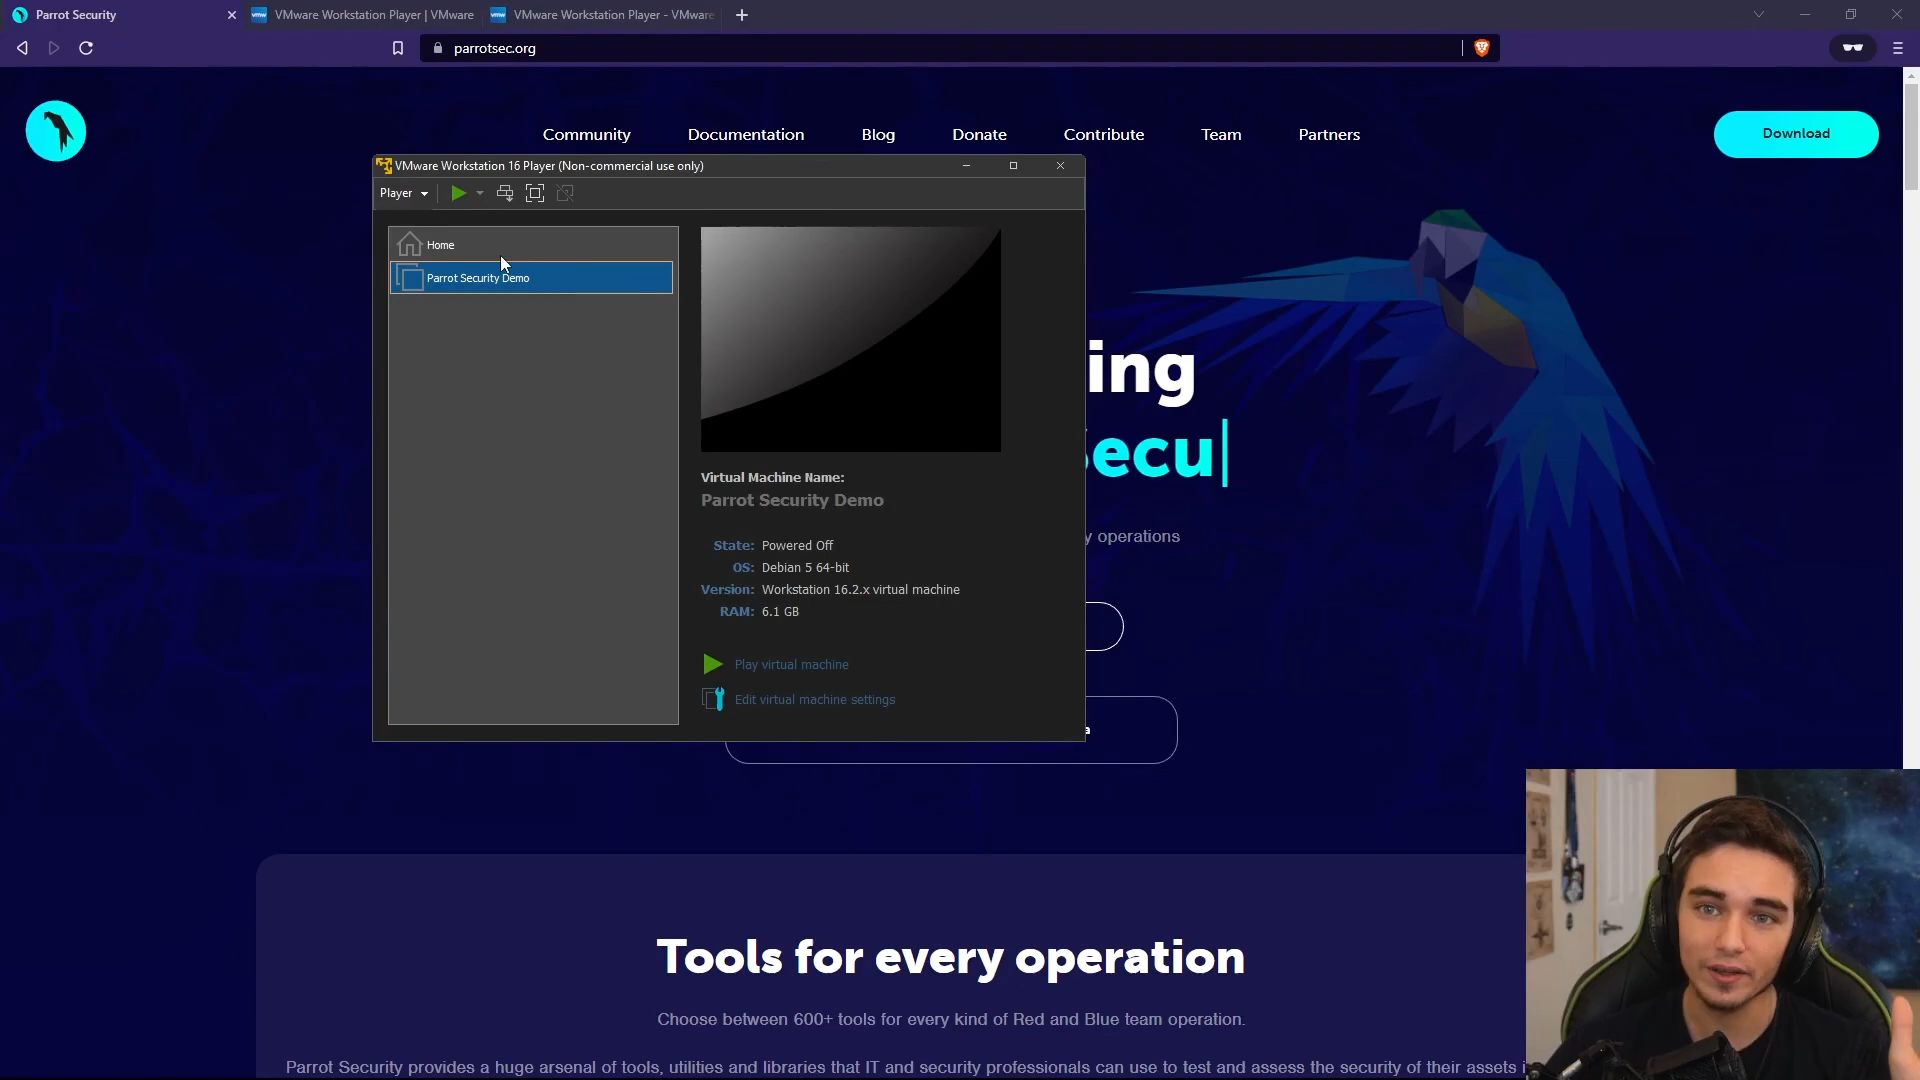 Parrot Security
VMware Workstation Player | VMware
VMware Workstation Player - VMware
parrotsec.org
Community
Documentation
Blog
Donate
Contribute
Team
Partners
Download
VMware Workstation 16 Player (Non-commercial use only)
Player
Home
Parrot Security Demo
ing
Secu
Virtual Machine Name:
Parrot Security Demo
y operations
State: Powered Off
OS: Debian 5 64-bit
Version: Workstation 16.2.x virtual machine
RAM: 6.1 GB
Play virtual machine
Edit virtual machine settings
a
Tools for every operation
Choose between 600+ tools for every kind of Red and Blue team operation.
Parrot Security provides a huge arsenal of tools, utilities and libraries that IT and security professionals can use to test and assess the security of their assets i